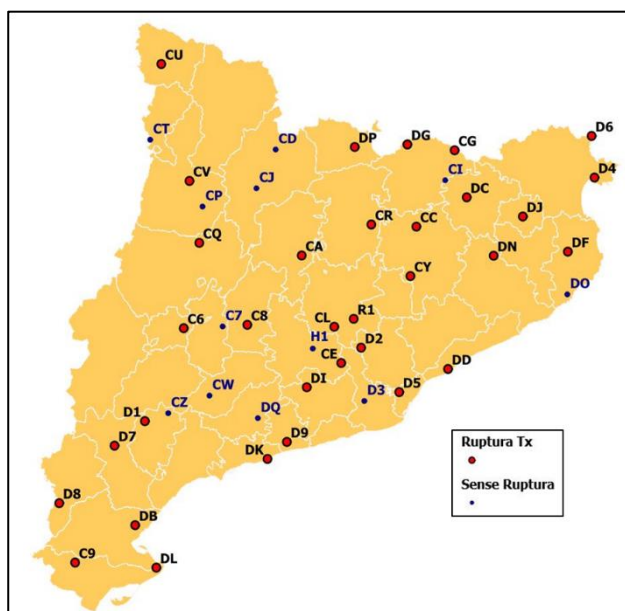 CU
CT
CD
DP
DG
CG
D6
CV
CP
CJ
CI
DC
D4
CQ
CA
CR
CC
DJ
DN
DF
CY
DO
C6
C7
C8
CL
R1
H1
CE
D2
DD
CW
DI
D3
D5
CZ
DQ
D1
D7
D9
DK
D8
DB
C9
DL
Ruptura Tx
Sense Ruptura